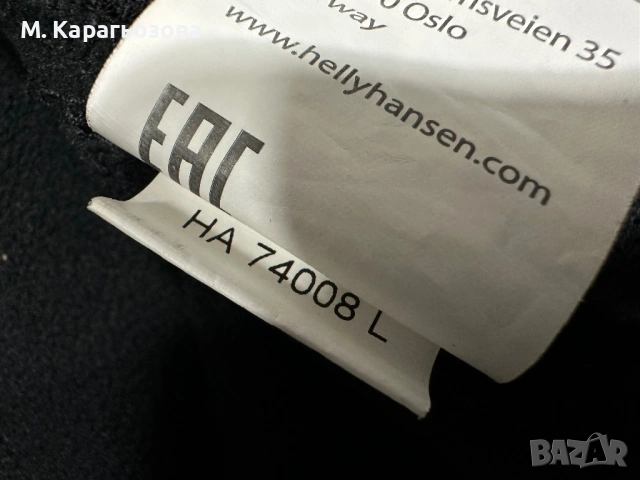 М. Карагьозова
nsveien 35
0 Oslo
way
www.hellyhansen.com
EAC
HA 74008 L
BAZAR